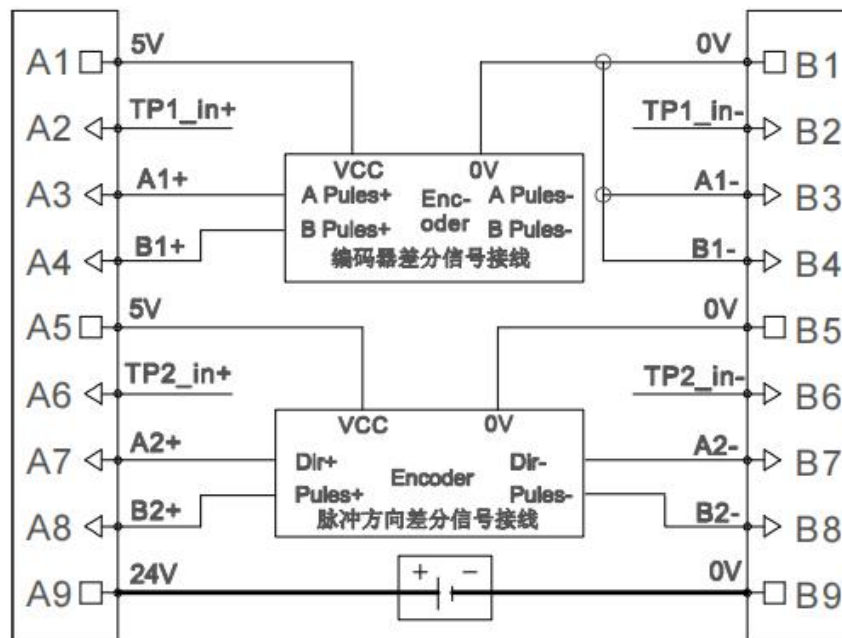 A1 5V 0V B1
A2 TP1_in+ TP1_in- B2
VCC 0V
A3 A1+ A Pules+ Enc- A Pules- A1- B3
B Pules+ oder B Pules-
A4 B1+ 编码器差分信号接线 B1- B4
A5 5V 0V B5
A6 TP2_in+ TP2_in- B6
VCC 0V
A7 A2+ Dir+ Encoder Dir- A2- B7
Pules+ Pules-
A8 B2+ 脉冲方向差分信号接线 B2- B8
A9 24V + − 0V B9